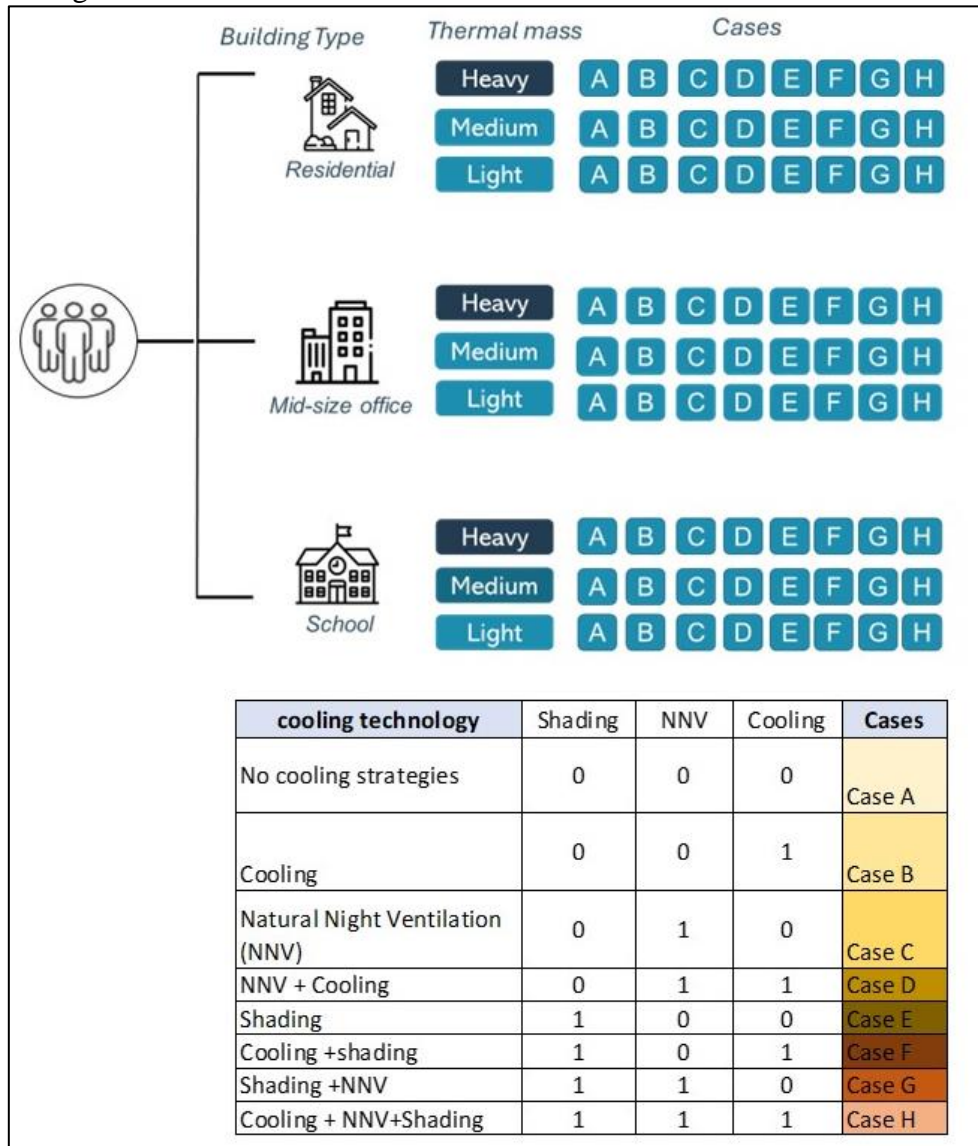 Building Type Thermal mass Cases
Heavy A B C D E F G H
Medium A B C D E F G H
Light A B C D E F G H
Residential
Heavy A B C D E F G H
Medium A B C D E F G H
Light A B C D E F G H
Mid-size office
Heavy A B C D E F G H
Medium A B C D E F G H
Light A B C D E F G H
School
cooling technology Shading NNV Cooling Cases
No cooling strategies 0 0 0 Case A
Cooling 0 0 1 Case B
Natural Night Ventilation
(NNV) 0 1 0 Case C
NNV + Cooling 0 1 1 Case D
Shading 1 0 0 Case E
Cooling +shading 1 0 1 Case F
Shading +NNV 1 1 0 Case G
Cooling + NNV+Shading 1 1 1 Case H